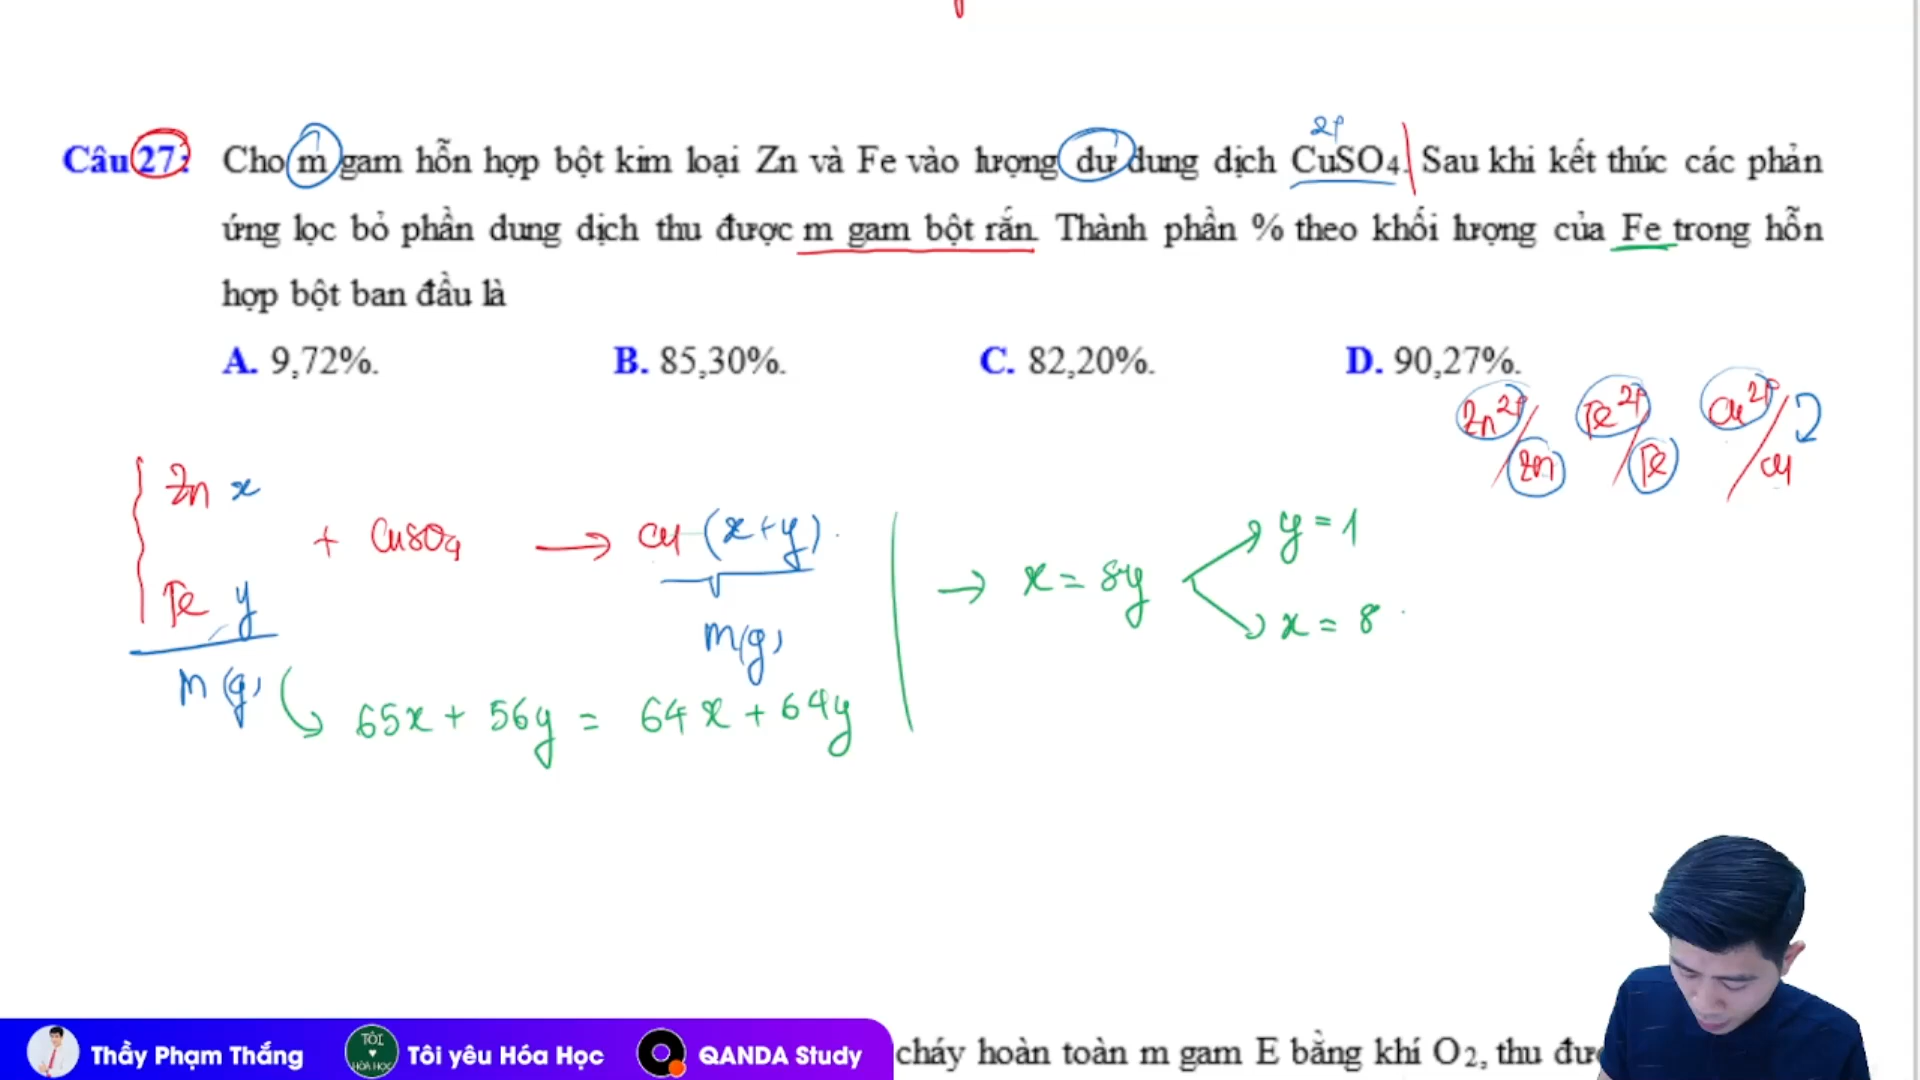 Câu 27: Cho m gam hỗn hợp bột kim loại Zn và Fe vào lượng dư dung dịch CuSO4. Sau khi kết thúc các phản
2+
ứng lọc bỏ phần dung dịch thu được m gam bột rắn. Thành phần % theo khối lượng của Fe trong hỗn
hợp bột ban đầu là
A. 9,72%. B. 85,30%. C. 82,20%. D. 90,27%.
Zn2+/Zn Fe2+/Fe Cu2+/Cu
Zn x
+ CuSO4 → Cu (x+y)
Fe y
m (g)
m(g)
65x + 56y = 64x + 64y
→ x = 8y
y = 1
x = 8
Thầy Phạm Thắng
TÔI ♥ HÓA HỌC
Tôi yêu Hóa Học
QANDA Study
cháy hoàn toàn m gam E bằng khí O2, thu